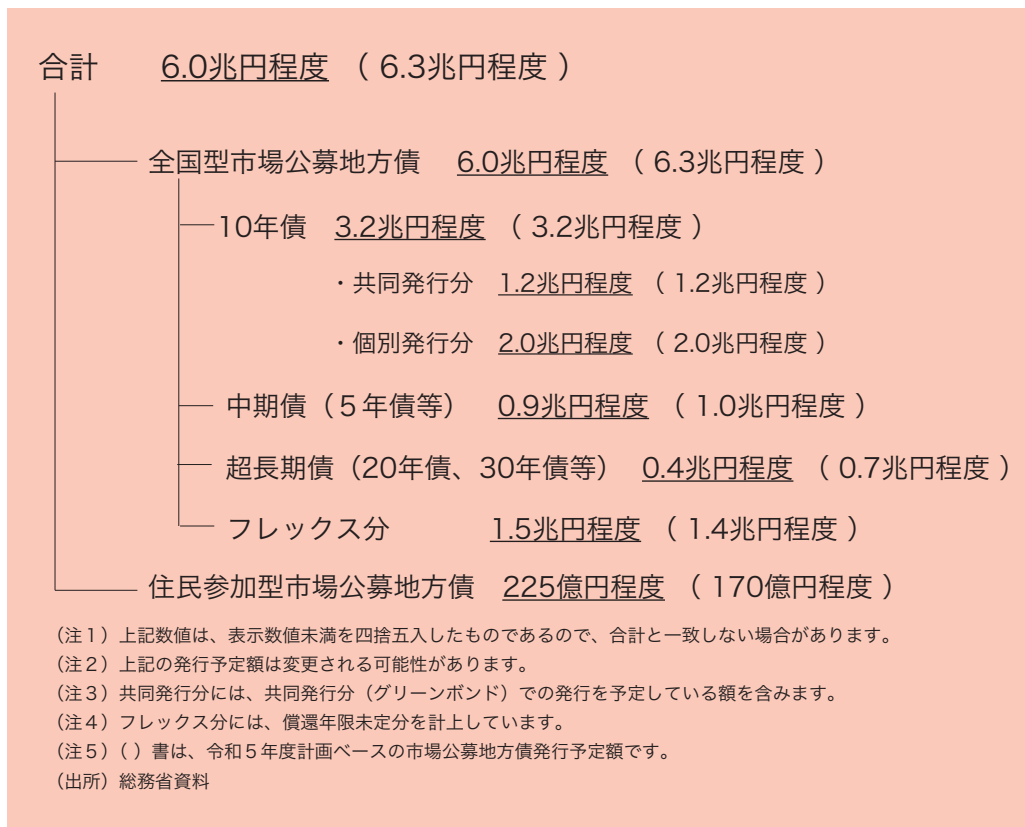 合計　6.0兆円程度 （ 6.3兆円程度 ）
全国型市場公募地方債　6.0兆円程度 （ 6.3兆円程度 ）
10年債　3.2兆円程度 （ 3.2兆円程度 ）
・共同発行分　1.2兆円程度 （ 1.2兆円程度 ）
・個別発行分　2.0兆円程度 （ 2.0兆円程度 ）
中期債（５年債等）　0.9兆円程度 （ 1.0兆円程度 ）
超長期債（20年債、30年債等）　0.4兆円程度 （ 0.7兆円程度 ）
フレックス分　1.5兆円程度 （ 1.4兆円程度 ）
住民参加型市場公募地方債　225億円程度 （ 170億円程度 ）
（注１）上記数値は、表示数値未満を四捨五入したものであるので、合計と一致しない場合があります。
（注２）上記の発行予定額は変更される可能性があります。
（注３）共同発行分には、共同発行分（グリーンボンド）での発行を予定している額を含みます。
（注４）フレックス分には、償還年限未定分を計上しています。
（注５）（ ）書は、令和５年度計画ベースの市場公募地方債発行予定額です。
（出所）総務省資料